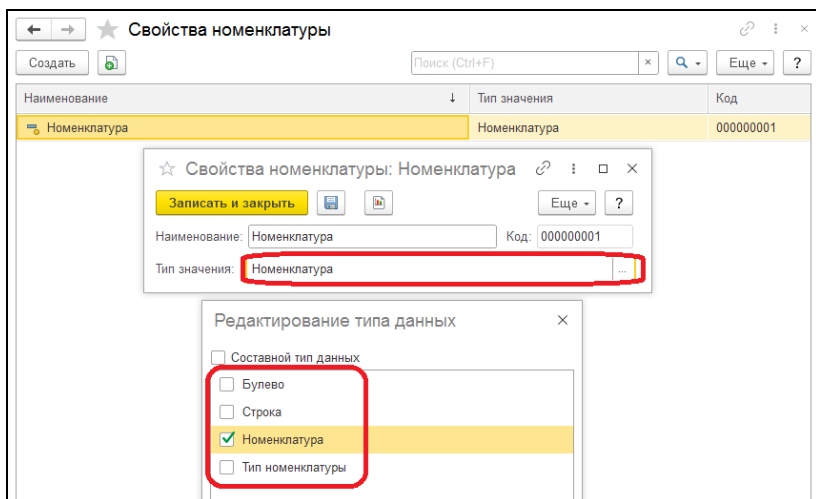 Свойства номенклатуры
Создать Поиск (Ctrl+F) × Еще ?
Наименование ↓ Тип значения Код
Номенклатура Номенклатура 000000001
Свойства номенклатуры: Номенклатура
Записать и закрыть Еще ?
Наименование: Номенклатура Код: 000000001
Тип значения: Номенклатура ...
Редактирование типа данных
Составной тип данных
Булево
Строка
Номенклатура
Тип номенклатуры